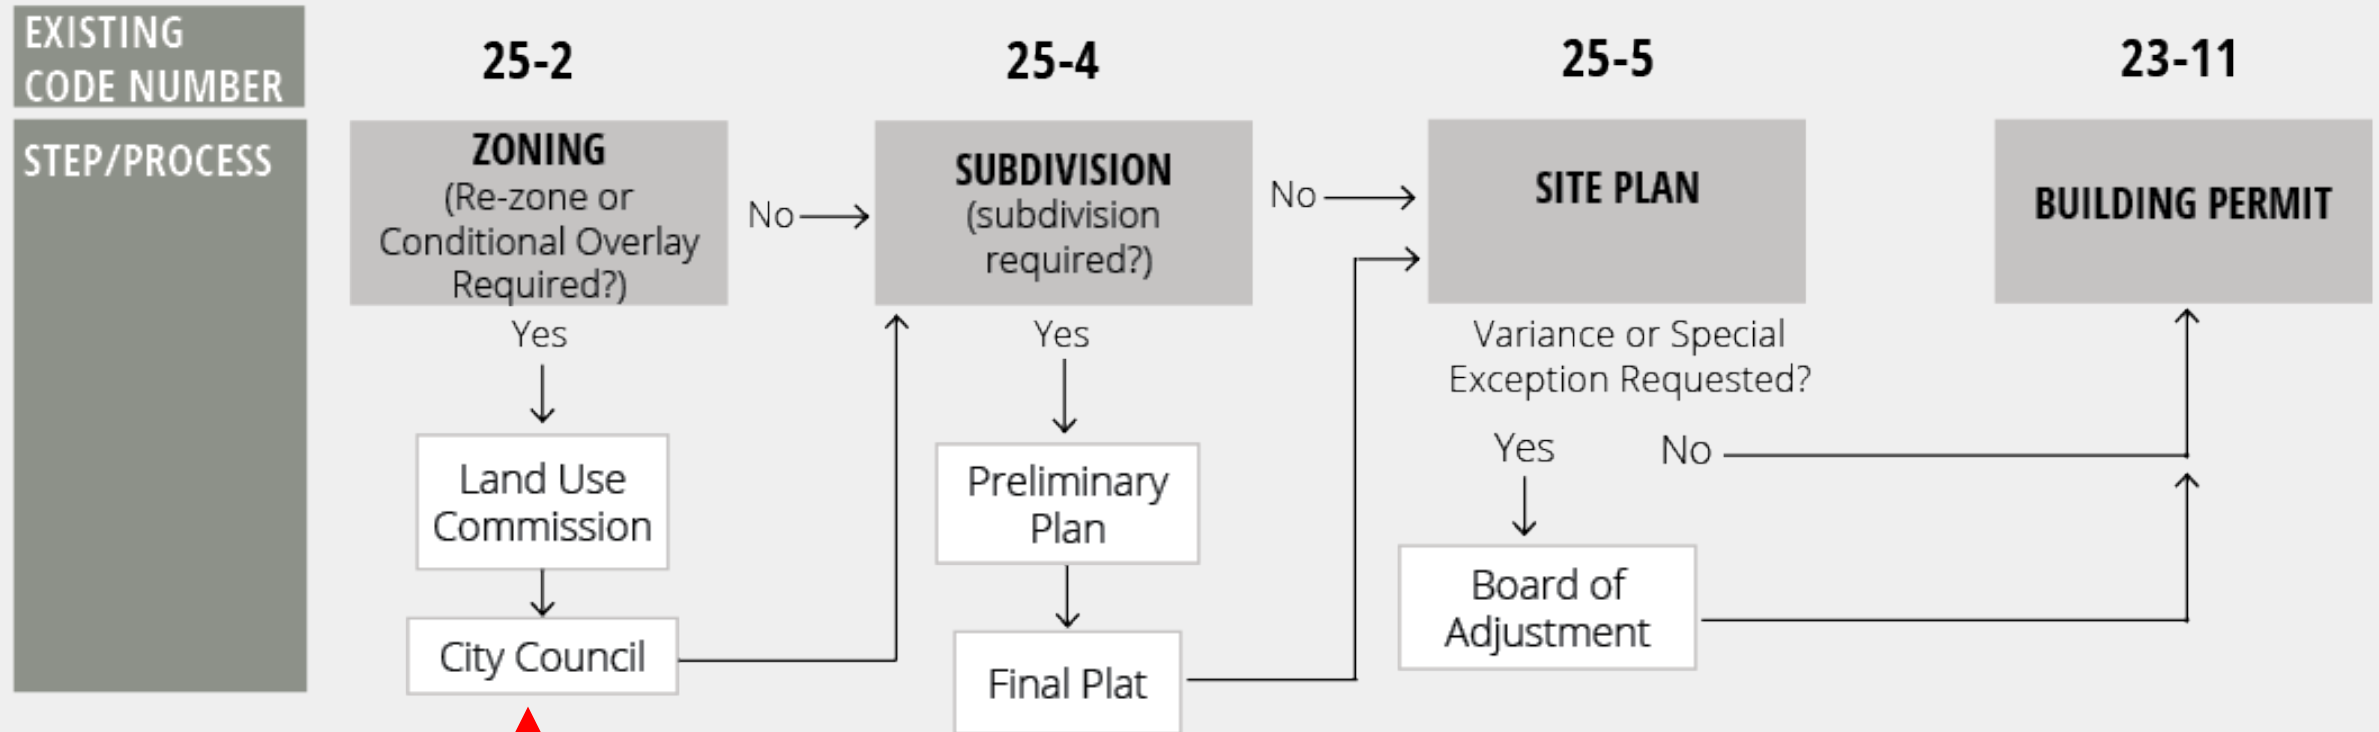 EXISTING
CODE NUMBER
25-2
25-4
25-5
23-11
STEP/PROCESS
ZONING
(Re-zone or
Conditional Overlay
Required?)
No
SUBDIVISION
(subdivision
required?)
No
SITE PLAN
BUILDING PERMIT
Yes
Yes
Variance or Special
Exception Requested?
Yes
No
Land Use
Commission
Preliminary
Plan
Board of
Adjustment
City Council
Final Plat